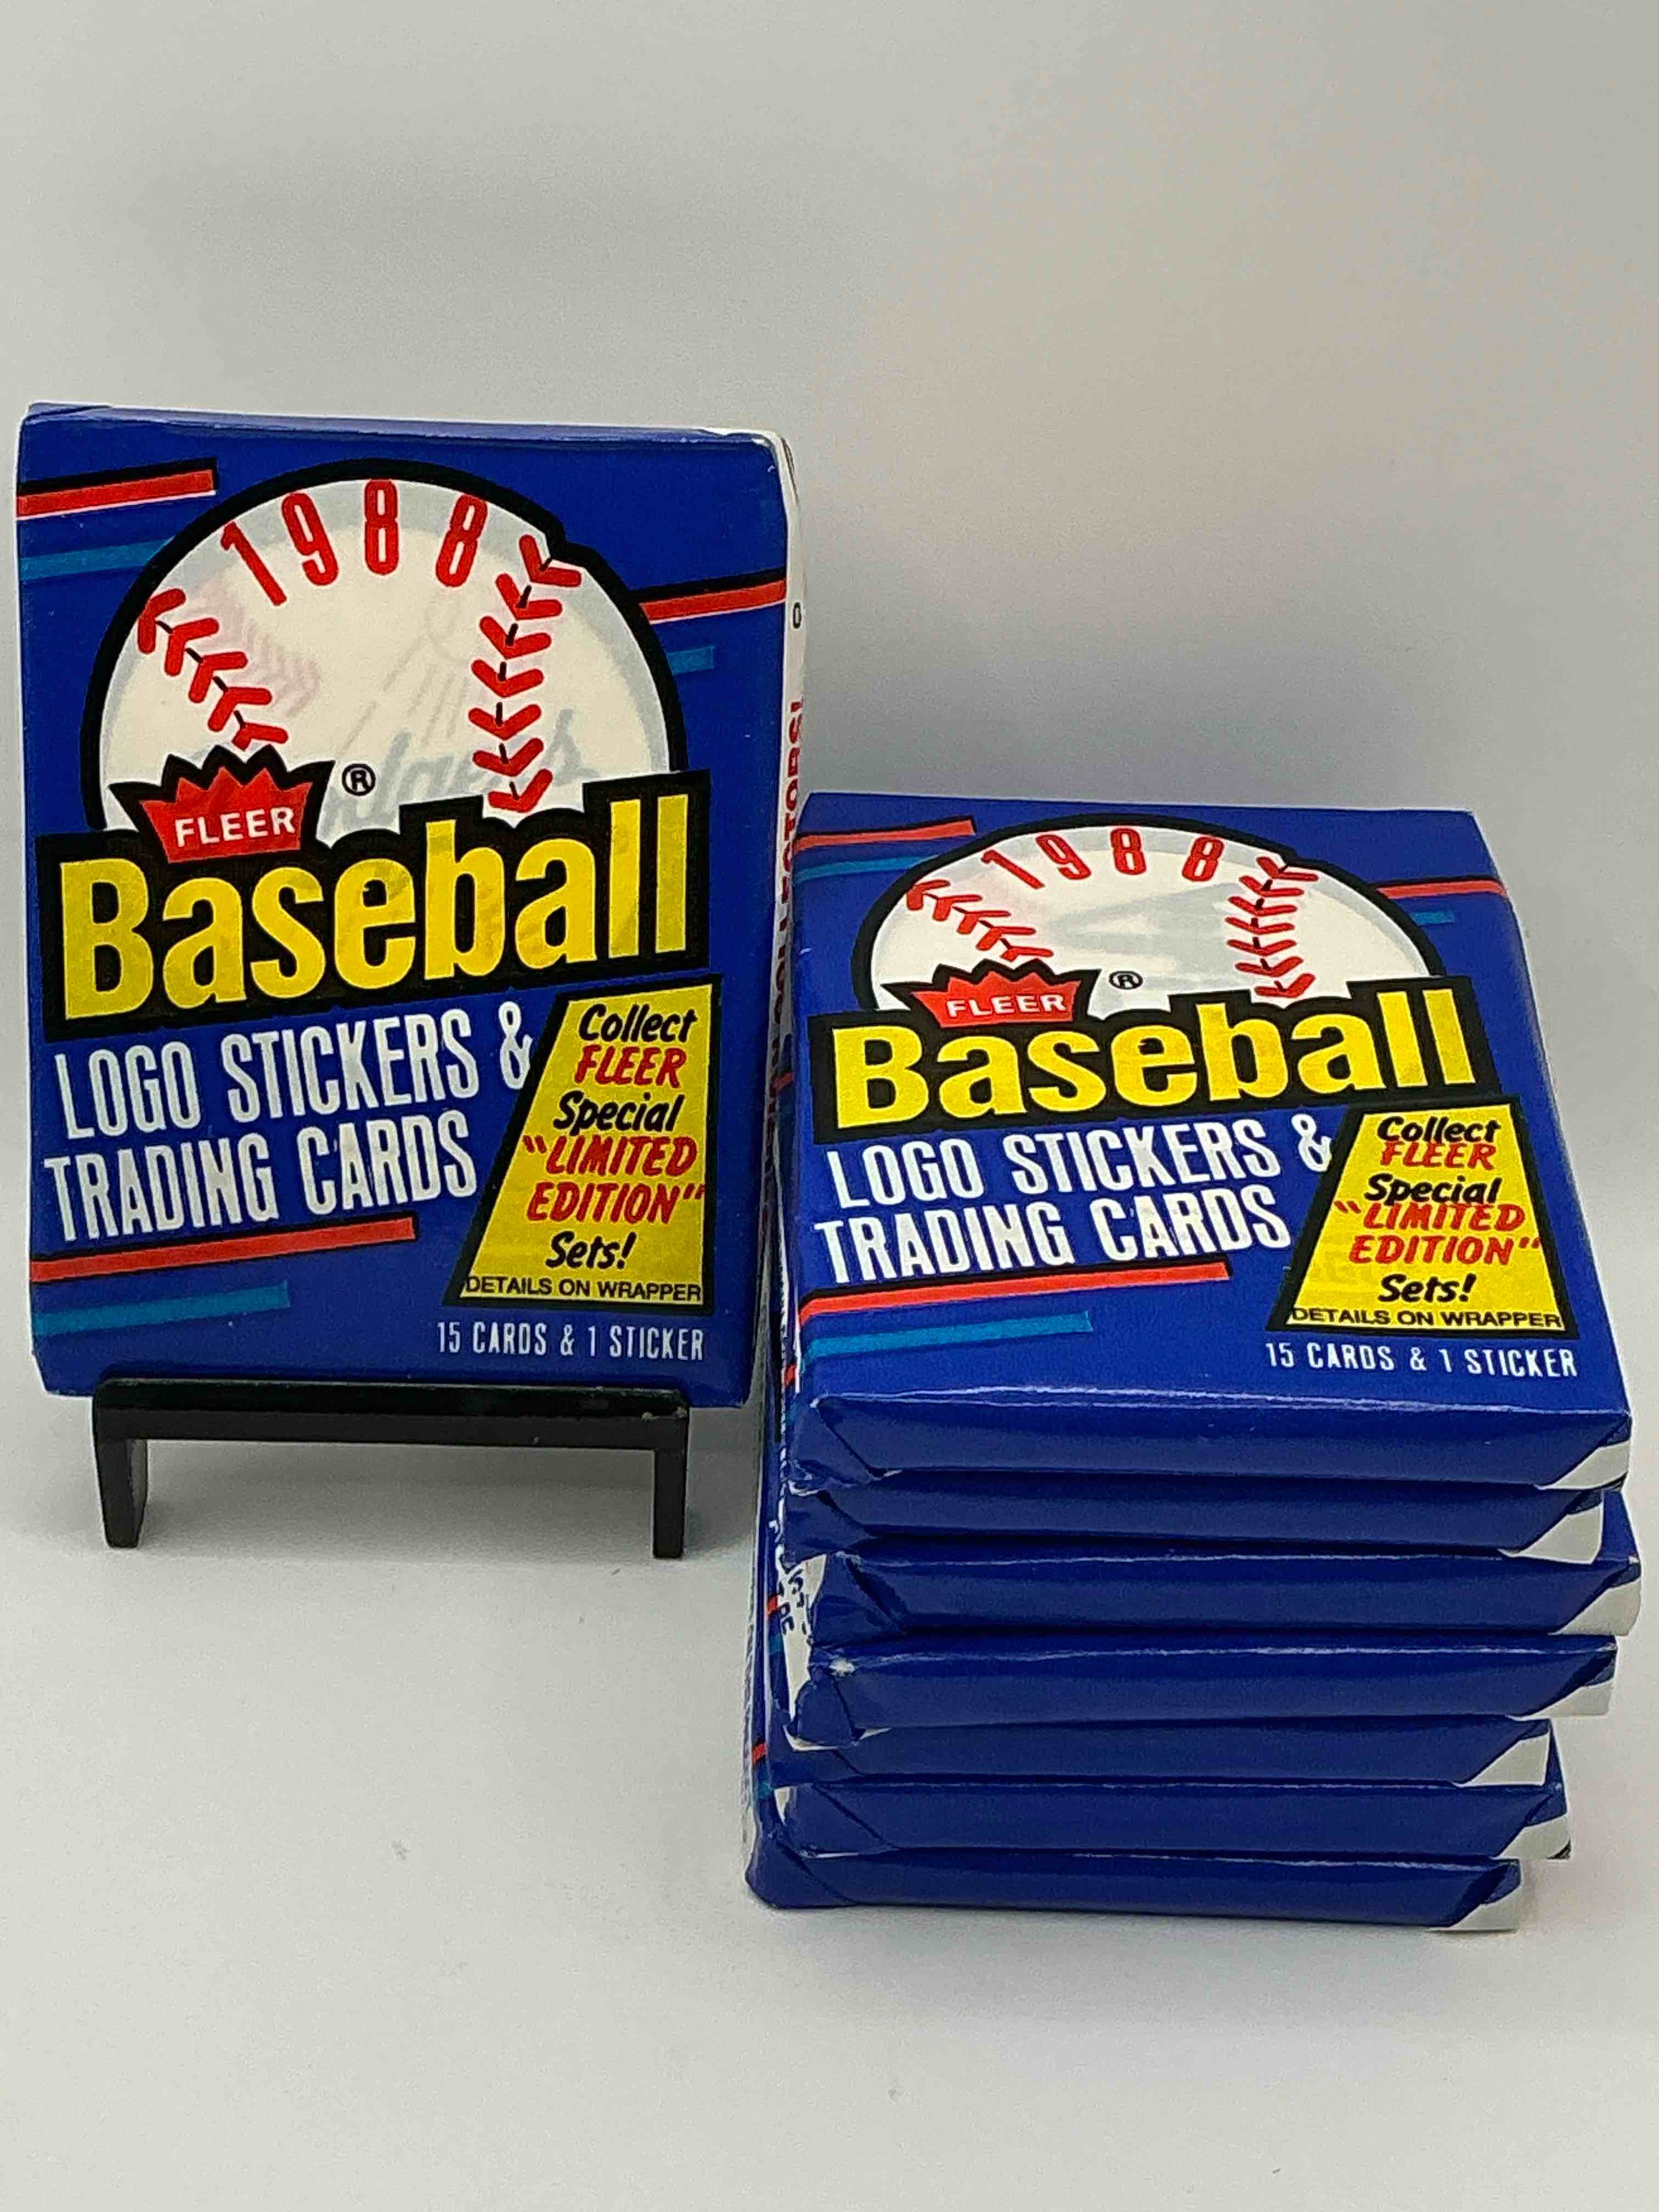 1988
FLEER
®
Baseball
LOGO STICKERS &
TRADING CARDS
Collect
FLEER
Special
"LIMITED
EDITION"
Sets!
DETAILS ON WRAPPER
15 CARDS & 1 STICKER
1988
FLEER
®
Baseball
LOGO STICKERS &
TRADING CARDS
Collect
FLEER
Special
"LIMITED
EDITION"
Sets!
DETAILS ON WRAPPER
15 CARDS & 1 STICKER